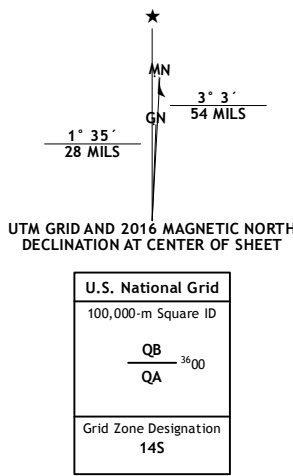 ★
MN
GN
3° 3´
54 MILS
1° 35´
28 MILS
UTM GRID AND 2016 MAGNETIC NORTH
DECLINATION AT CENTER OF SHEET
U.S. National Grid
100,000-m Square ID
QB
QA
³⁶00
Grid Zone Designation
14S